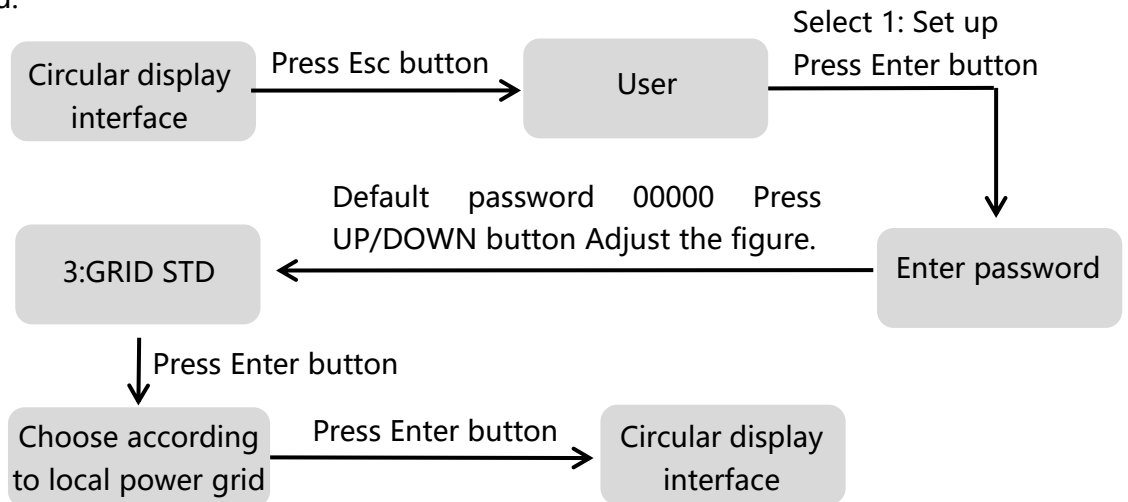 Select 1: Set up
Circular display
interface
Press Esc button
User
Press Enter button
Default password 00000 Press
UP/DOWN button Adjust the figure.
3:GRID STD
Enter password
Press Enter button
Choose according
to local power grid
Press Enter button
Circular display
interface